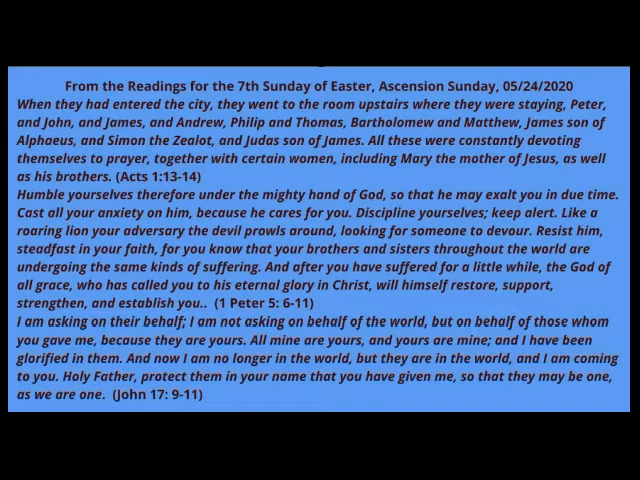 From the Readings for the 7th Sunday of Easter, Ascension Sunday, 05/24/2020
When they had entered the city, they went to the room upstairs where they were staying, Peter,
and John, and James, and Andrew, Philip and Thomas, Bartholomew and Matthew, James son of
Alphaeus, and Simon the Zealot, and Judas son of James. All these were constantly devoting
themselves to prayer, together with certain women, including Mary the mother of Jesus, as well
as his brothers. (Acts 1:13-14)
Humble yourselves therefore under the mighty hand of God, so that he may exalt you in due time.
Cast all your anxiety on him, because he cares for you. Discipline yourselves; keep alert. Like a
roaring lion your adversary the devil prowls around, looking for someone to devour. Resist him,
steadfast in your faith, for you know that your brothers and sisters throughout the world are
undergoing the same kinds of suffering. And after you have suffered for a little while, the God of
all grace, who has called you to his eternal glory in Christ, will himself restore, support,
strengthen, and establish you.. (1 Peter 5: 6-11)
I am asking on their behalf; I am not asking on behalf of the world, but on behalf of those whom
you gave me, because they are yours. All mine are yours, and yours are mine; and I have been
glorified in them. And now I am no longer in the world, but they are in the world, and I am coming
to you. Holy Father, protect them in your name that you have given me, so that they may be one,
as we are one. (John 17: 9-11)